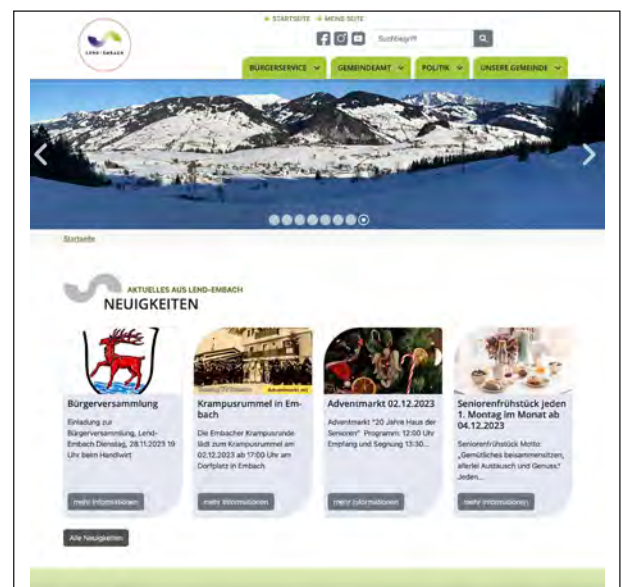 STARTSEITE MEINE SEITE
LEND-EMBACH
Suchbegriff
BÜRGERSERVICE GEMEINDEAMT POLITIK UNSERE GEMEINDE
Startseite
AKTUELLES AUS LEND-EMBACH
NEUIGKEITEN
Adventmarkt mit
Bürgerversammlung
Einladung zur
Bürgerversammlung, Lend-
Embach Dienstag, 28.11.2023 19
Uhr beim Handlwirt
mehr Informationen
Krampusrummel in Em-
bach
Die Embacher Krampusrunde
lädt zum Krampusrummel am
02.12.2023 ab 17:00 Uhr am
Dorfplatz in Embach
mehr Informationen
Adventmarkt 02.12.2023
Adventmarkt "20 Jahre Haus der
Senioren" Programm: 12:00 Uhr
Empfang und Segnung 13:30...
mehr Informationen
Seniorenfrühstück jeden
1. Montag im Monat ab
04.12.2023
Seniorenfrühstück Motto:
„Gemütliches beisammensitzen,
allerlei Austausch und Genuss."
Jeden...
mehr Informationen
Alle Neuigkeiten